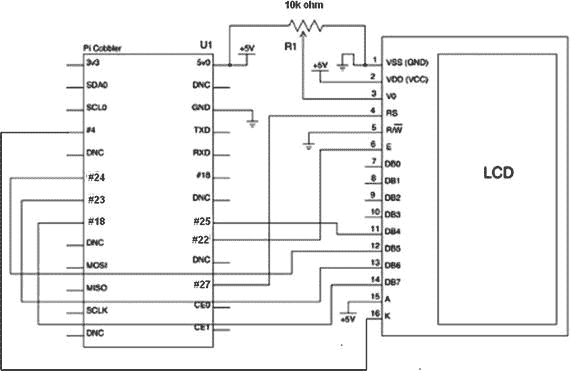 10k ohm
R1
+5V
Pi Cobbler U1
3v3 5v0
SDA0 DNC
SCL0 GND
#4 TXD
DNC RXD
#24 #18
#23 DNC
#18 #25
DNC #22
MOSI DNC
MISO #27
SCLK CE0
DNC CE1
+5V
+5V
1 VSS (GND)
2 VDD (VCC)
3 V0
4 RS
5 R/W
6 E
7 DB0
8 DB1
9 DB2
10 DB3
11 DB4
12 DB5
13 DB6
14 DB7
15 A
16 K
LCD